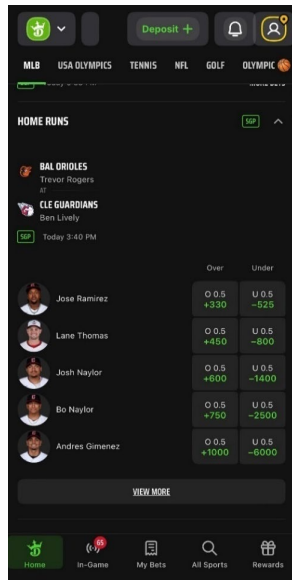 Deposit +
MLB USA OLYMPICS TENNIS NFL GOLF OLYMPIC
HOME RUNS SGP
BAL ORIOLES
Trevor Rogers
AT
CLE GUARDIANS
Ben Lively
SGP Today 3:40 PM
Over Under
Jose Ramirez O 0.5 +330 U 0.5 −525
Lane Thomas O 0.5 +450 U 0.5 −800
Josh Naylor O 0.5 +600 U 0.5 −1400
Bo Naylor O 0.5 +750 U 0.5 −2500
Andres Gimenez O 0.5 +1000 U 0.5 −6000
VIEW MORE
65
Home In-Game My Bets All Sports Rewards